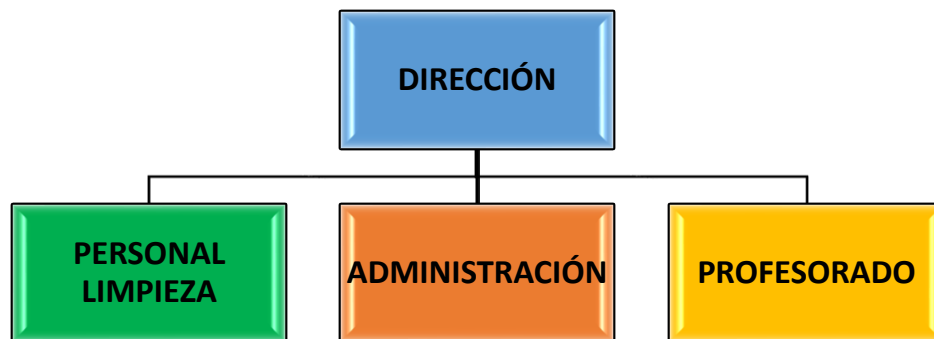 DIRECCIÓN
PERSONAL
LIMPIEZA
ADMINISTRACIÓN
PROFESORADO